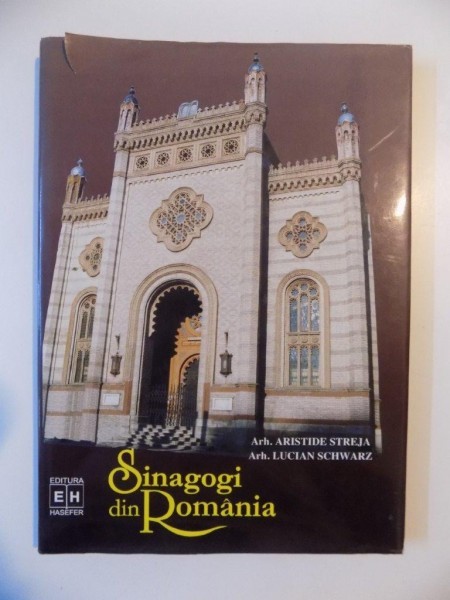 Arh. ARISTIDE STREJA
Arh. LUCIAN SCHWARZ
Sinagogi
din România
EDITURA
EH
HASEFER